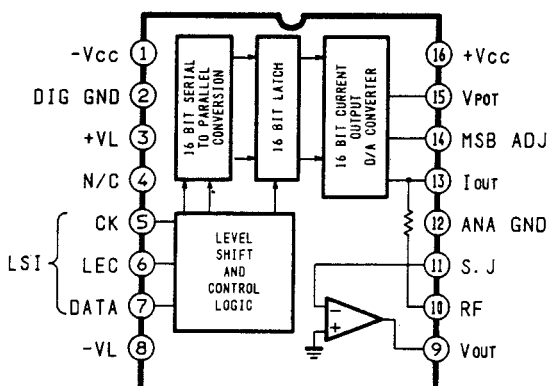 -Vcc 1
DIG GND 2
+VL 3
N/C 4
LSI
CK 5
LEC 6
DATA 7
-VL 8
16 BIT SERIAL
TO PARALLEL
CONVERSION
16 BIT LATCH
16 BIT CURRENT
OUTPUT
D/A CONVERTER
LEVEL
SHIFT
AND
CONTROL
LOGIC
-
+
16 +Vcc
15 VPOT
14 MSB ADJ
13 IOUT
12 ANA GND
11 S.J
10 RF
9 VOUT